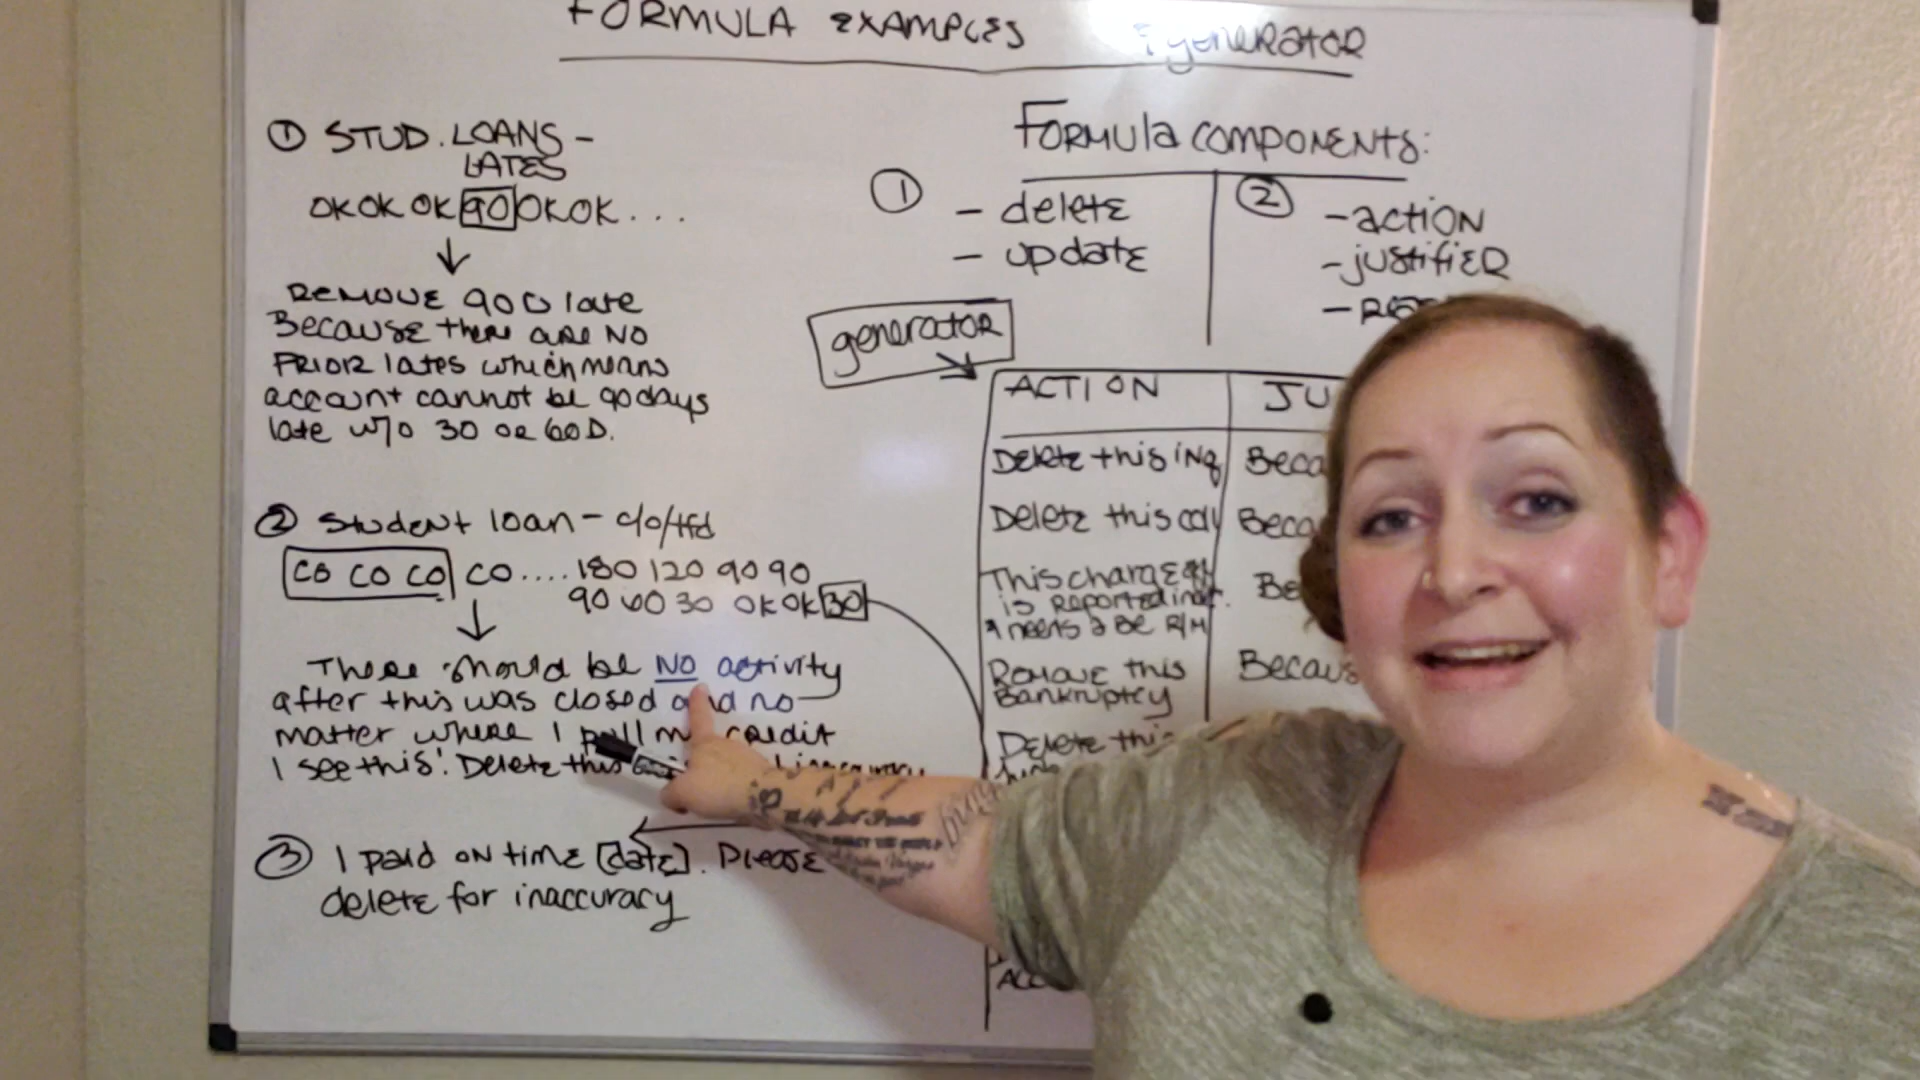 FORMULA EXAMPLES & generator
① STUD. LOANS -
LATES
OK OK OK 90 OK OK ...
REMOVE 90D late
Because there are NO
PRIOR lates which means
account cannot be 90 days
late w/o 30 or 60D.
② Student loan - c/o/tfd
CO CO CO CO .... 180 120 90 90
90 60 30 OK OK 30
There should be NO activity
after this was closed and no
matter where I pull my credit
I see this! Delete this
③ I paid on time [date]. Please
delete for inaccuracy
Formula components:
① - delete
- update
② - action
- justifier
generator
ACTION JU
Delete this inq Beca
Delete this coll Beca
This charge off Be
is reported
needs 2 Be
Remove this Becaus
Bankruptcy
Delete this